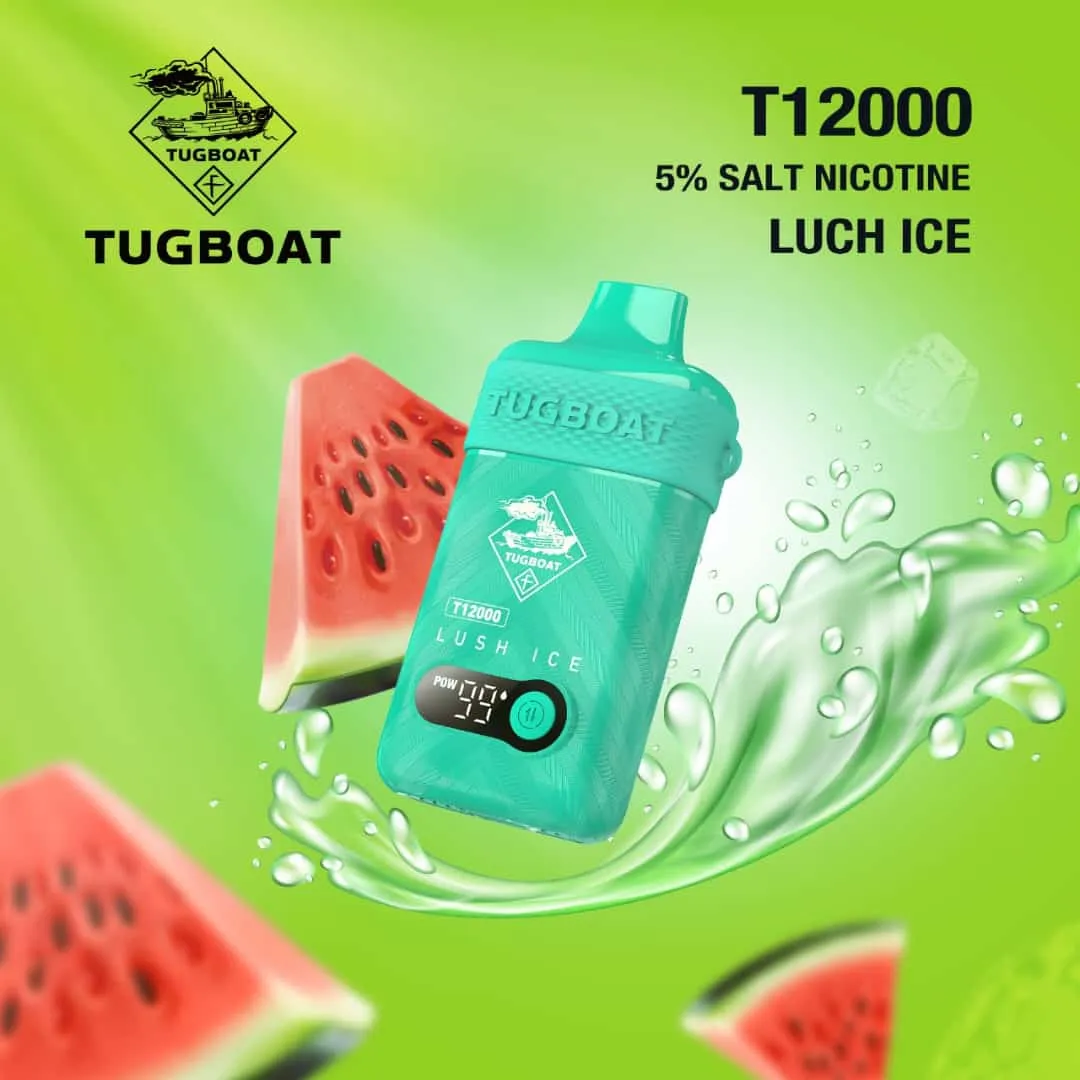 TUGBOAT
TUGBOAT
T12000
5% SALT NICOTINE
LUCH ICE
TUGBOAT
TUGBOAT
T12000
LUSH ICE
POW 99